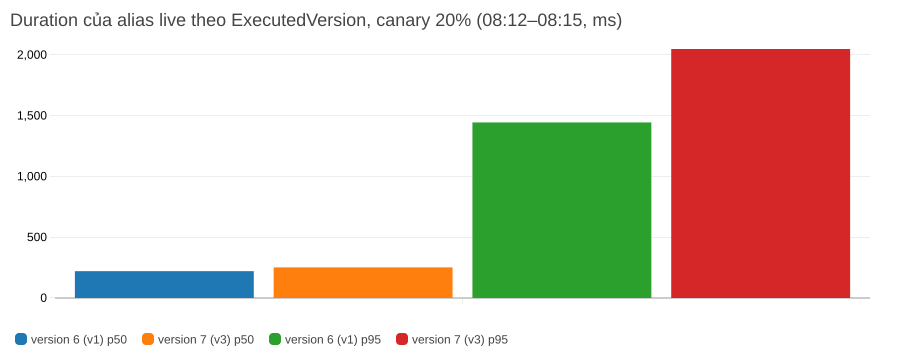 Duration của alias live theo ExecutedVersion, canary 20% (08:12–08:15, ms)
2,000
1,500
1,000
500
0
version 6 (v1) p50 version 7 (v3) p50 version 6 (v1) p95 version 7 (v3) p95